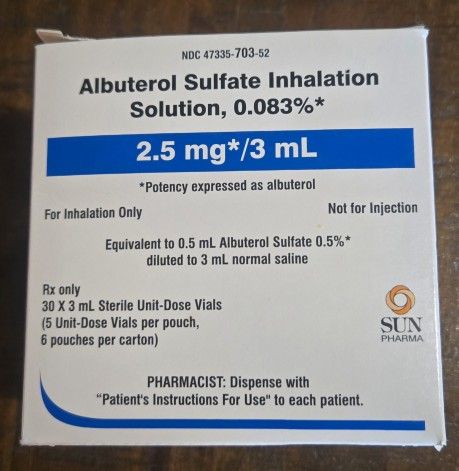 NDC 47335-703-52
Albuterol Sulfate Inhalation
Solution, 0.083%*
2.5 mg*/3 mL
*Potency expressed as albuterol
For Inhalation Only
Not for Injection
Equivalent to 0.5 mL Albuterol Sulfate 0.5%*
diluted to 3 mL normal saline
Rx only
30 X 3 mL Sterile Unit-Dose Vials
(5 Unit-Dose Vials per pouch,
6 pouches per carton)
SUN
PHARMA
PHARMACIST: Dispense with
"Patient's Instructions For Use" to each patient.